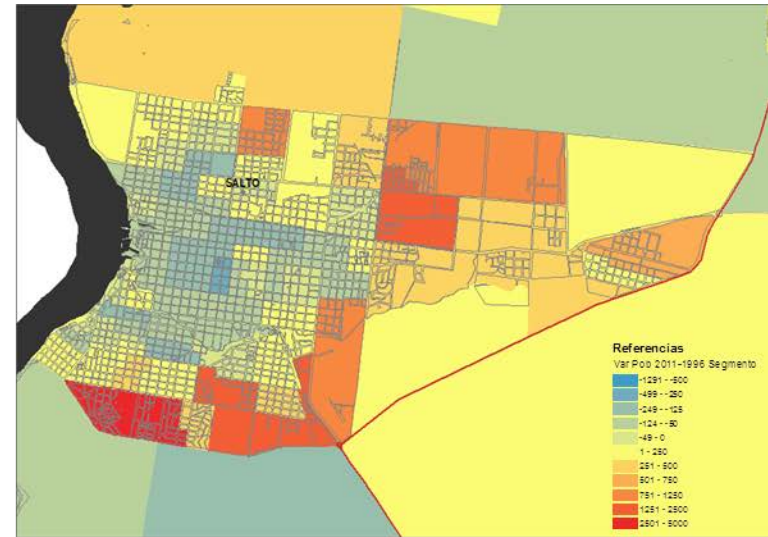 SALTO
Referencias
Var Pob 2011-1996 Segmento
-1291 - -500
-499 - -250
-249 - -125
-124 - -50
-49 - 0
1 - 250
251 - 500
501 - 750
751 - 1250
1251 - 2500
2501 - 5000